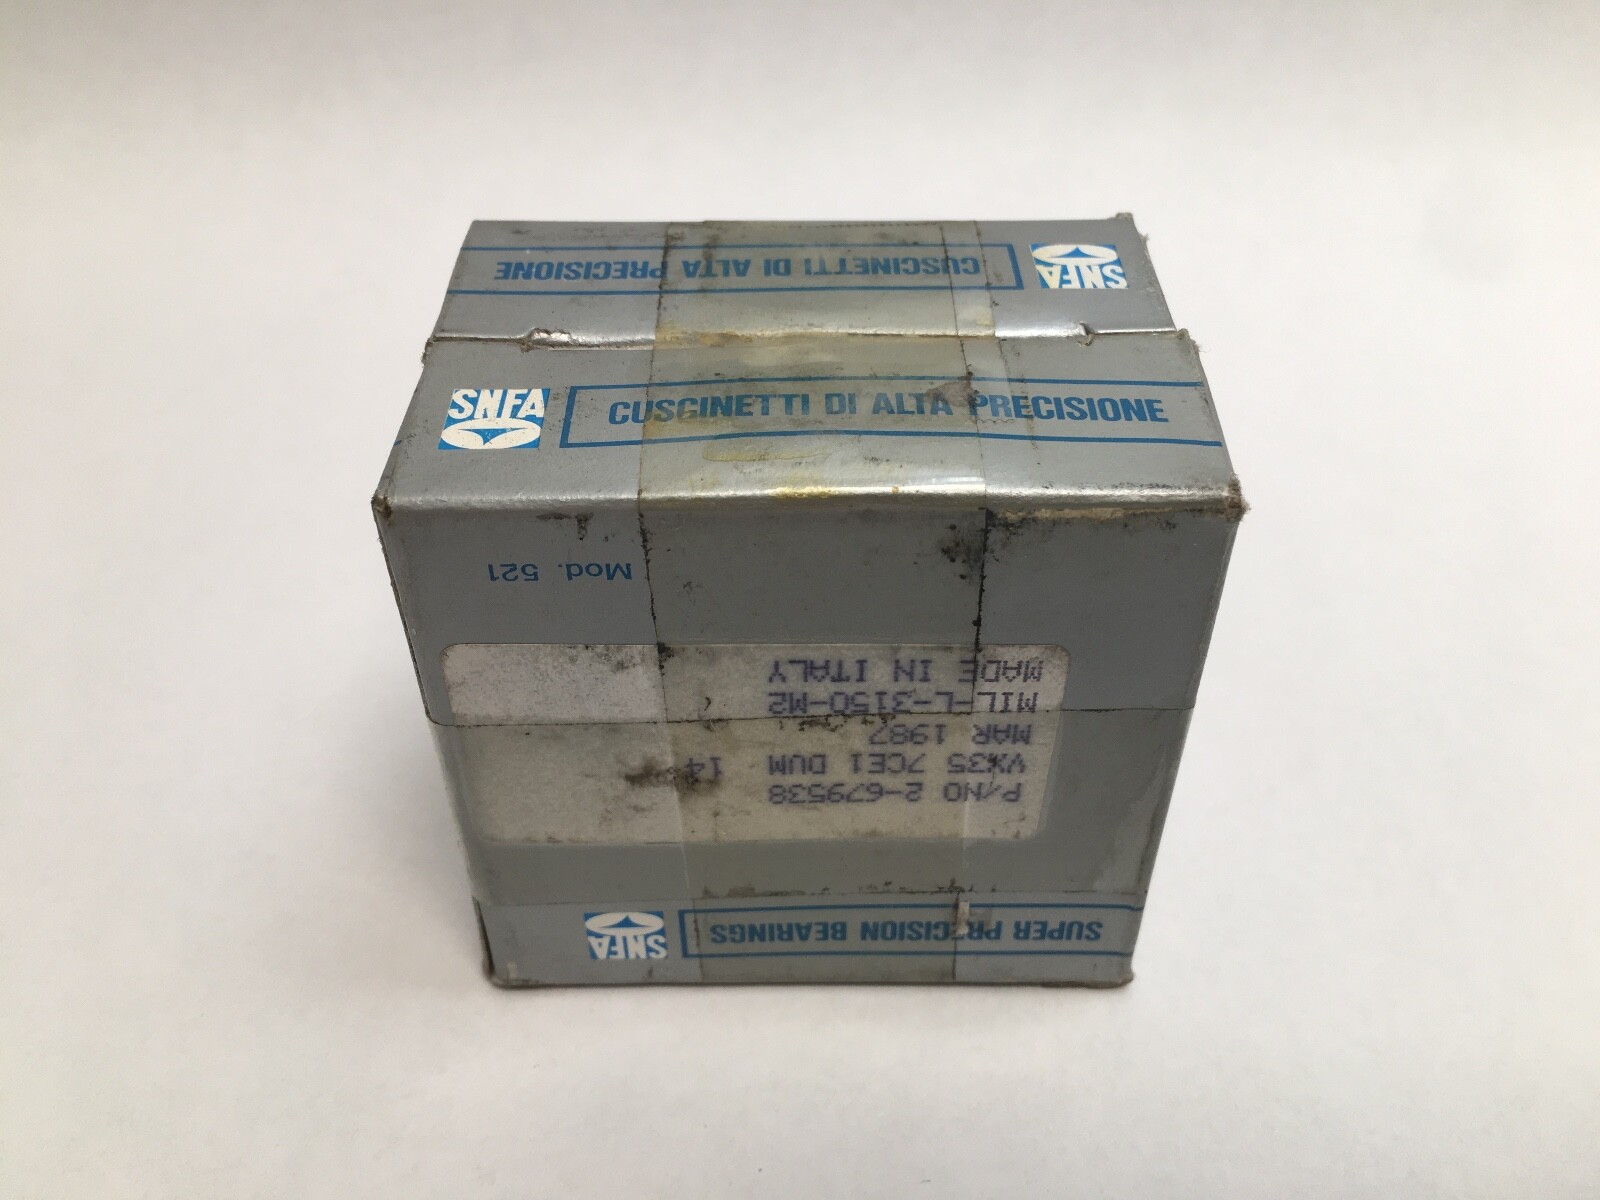 SNFA
CUSCINETTI DI ALTA PRECISIONE
SNFA
CUSCINETTI DI ALTA PRECISIONE
Mod. 521
P/NO 2-679538
VX35 7CE1 DUM 14
MAR 1987
MIL-L-3150-M2
MADE IN ITALY
SNFA
SUPER PRECISION BEARINGS